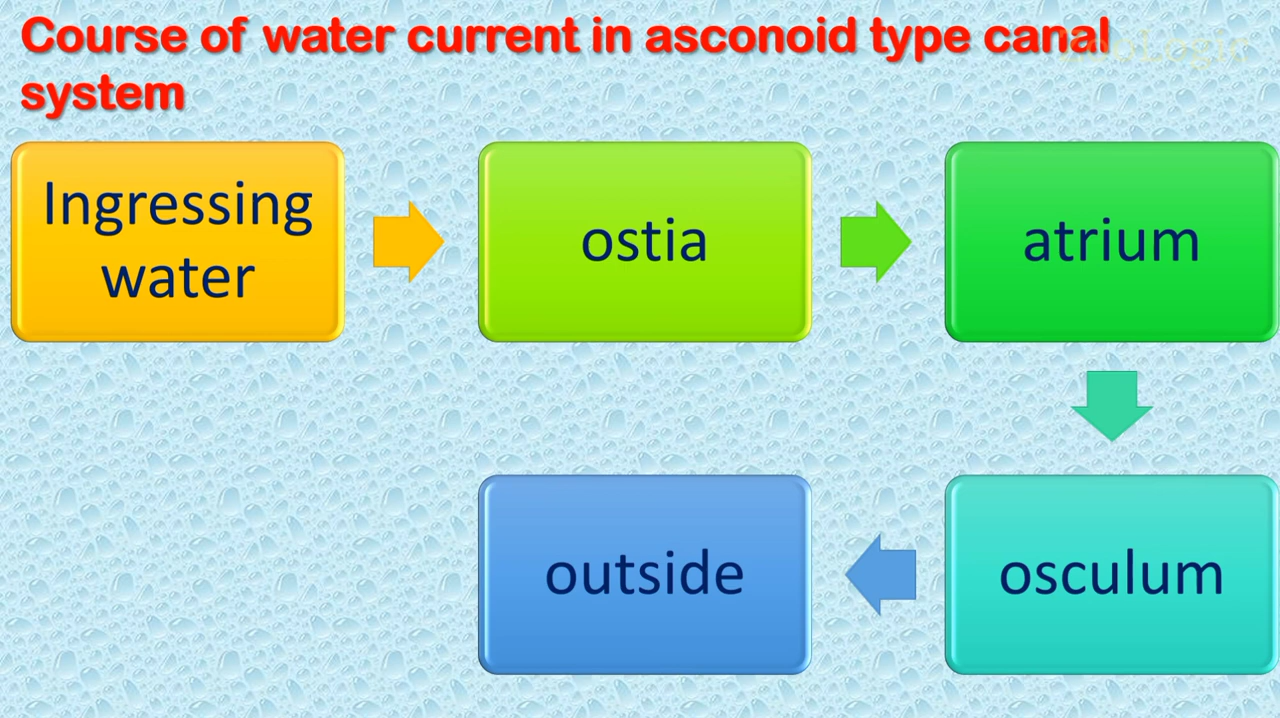 Course of water current in asconoid type canal
system
Ingressing
water
ostia
atrium
osculum
outside